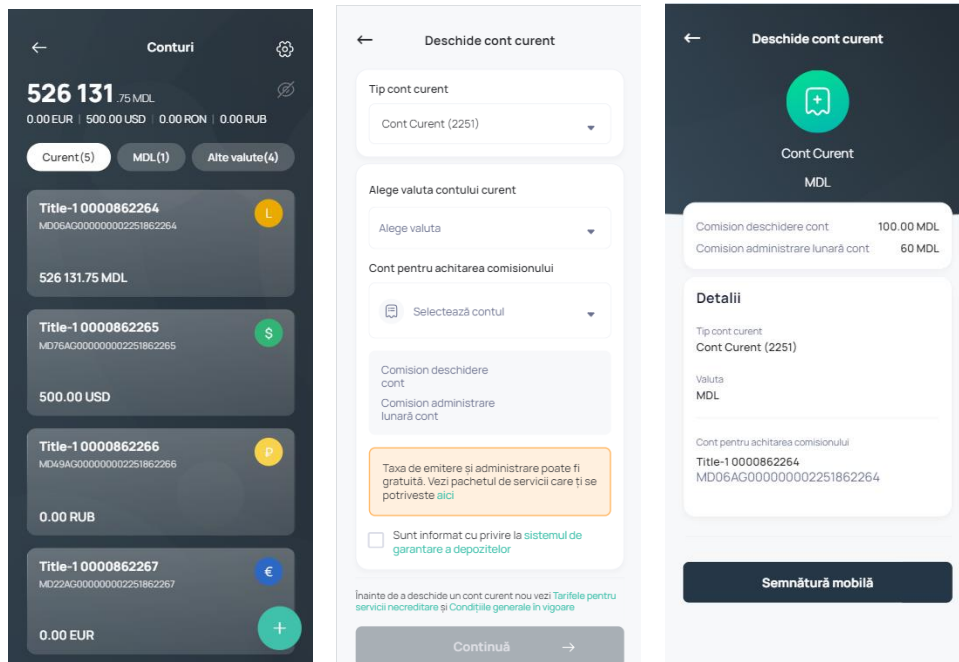 Conturi
526 131 .75 MDL
0.00 EUR | 500.00 USD | 0.00 RON | 0.00 RUB
Curent(5) MDL(1) Alte valute(4)
Title-1 0000862264
L
MD06AG000000002251862264
526 131.75 MDL
Title-1 0000862265
$
MD76AG000000002251862265
500.00 USD
Title-1 0000862266
₽
MD49AG000000002251862266
0.00 RUB
Title-1 0000862267
€
MD22AG000000002251862267
0.00 EUR
+
Deschide cont curent
Tip cont curent
Cont Curent (2251)
Alege valuta contului curent
Alege valuta
Cont pentru achitarea comisionului
Selectează contul
Comision deschidere
cont
Comision administrare
lunară cont
Taxa de emitere și administrare poate fi
gratuită. Vezi pachetul de servicii care ți se
potriveste aici
Sunt informat cu privire la sistemul de
garantare a depozitelor
Înainte de a deschide un cont curent nou vezi Tarifele pentru
servicii necreditare și Condițiile generale în vigoare
Continuă →
Deschide cont curent
Cont Curent
MDL
Comision deschidere cont 100.00 MDL
Comision administrare lunară cont 60 MDL
Detalii
Tip cont curent
Cont Curent (2251)
Valuta
MDL
Cont pentru achitarea comisionului
Title-1 0000862264
MD06AG000000002251862264
Semnătură mobilă